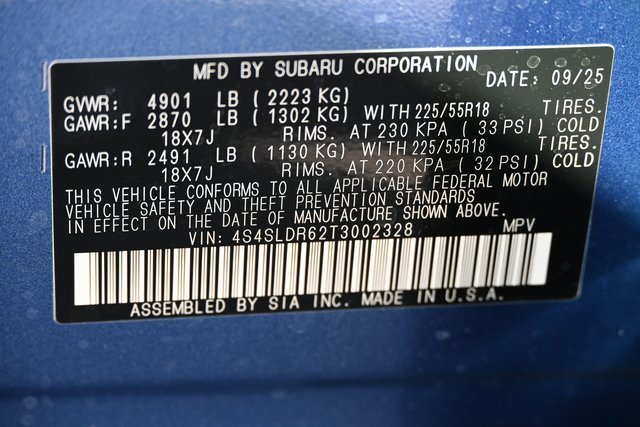 MFD BY SUBARU CORPORATION DATE: 09/25
GVWR: 4901 LB ( 2223 KG)
GAWR:F 2870 LB ( 1302 KG) WITH 225/55R18 TIRES.
18X7J RIMS. AT 230 KPA ( 33 PSI) COLD
GAWR:R 2491 LB ( 1130 KG) WITH 225/55R18 TIRES.
18X7J RIMS. AT 220 KPA ( 32 PSI) COLD
THIS VEHICLE CONFORMS TO ALL APPLICABLE FEDERAL MOTOR
VEHICLE SAFETY AND THEFT PREVENTION STANDARDS
IN EFFECT ON THE DATE OF MANUFACTURE SHOWN ABOVE.
VIN: 4S4SLDR62T3002328 MPV
ASSEMBLED BY SIA INC. MADE IN U.S.A.